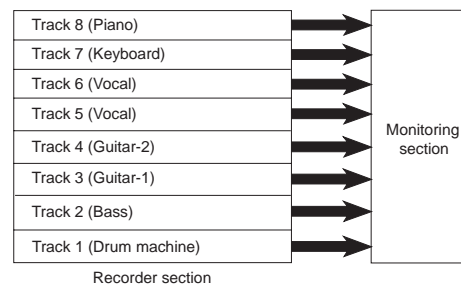 Track 8 (Piano)
Track 7 (Keyboard)
Track 6 (Vocal)
Track 5 (Vocal)
Track 4 (Guitar-2)
Track 3 (Guitar-1)
Track 2 (Bass)
Track 1 (Drum machine)
Recorder section
Monitoring
section